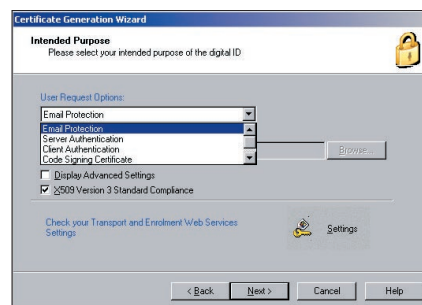 Certificate Generation Wizard
Intended Purpose
Please select your intended purpose of the digital ID
User Request Options:
Email Protection
Email Protection
Server Authentication
Client Authentication
Code Signing Certificate
Browse...
Display Advanced Settings
X509 Version 3 Standard Compliance
Check your Transport and Enrolment Web Services
Settings
Settings
< Back
Next >
Cancel
Help